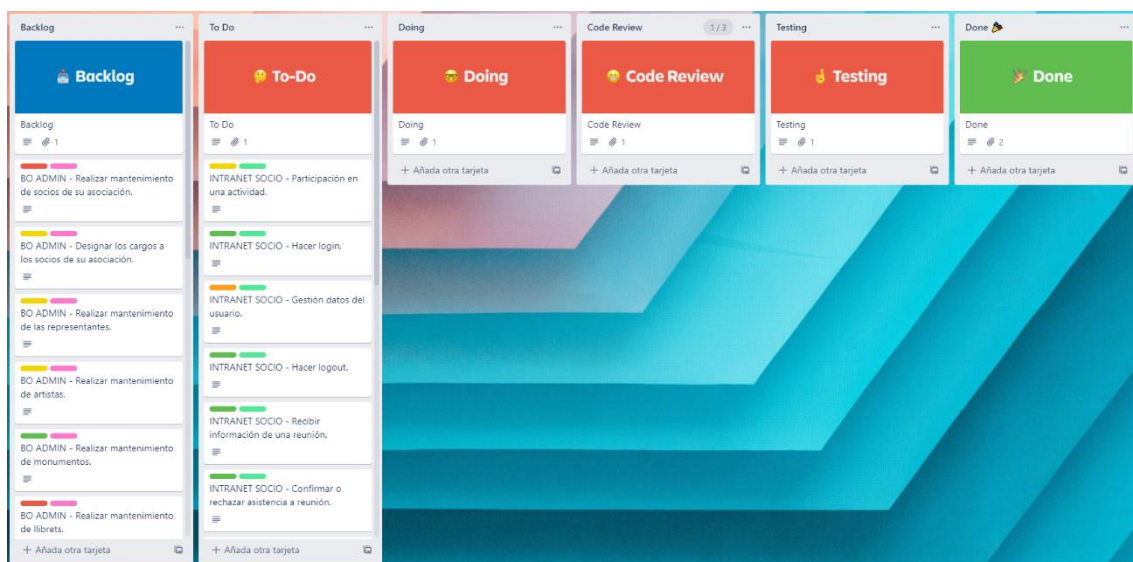 Backlog
Backlog
Backlog
1
BO ADMIN - Realizar mantenimiento
de socios de su asociación.
BO ADMIN - Designar los cargos a
los socios de su asociación.
BO ADMIN - Realizar mantenimiento
de las representantes.
BO ADMIN - Realizar mantenimiento
de artistas.
BO ADMIN - Realizar mantenimiento
de monumentos.
BO ADMIN - Realizar mantenimiento
de llibrets.
+ Añada otra tarjeta
To Do
To-Do
To Do
1
INTRANET SOCIO - Participación en
una actividad.
INTRANET SOCIO - Hacer login.
INTRANET SOCIO - Gestión datos del
usuario.
INTRANET SOCIO - Hacer logout.
INTRANET SOCIO - Recibir
información de una reunión.
INTRANET SOCIO - Confirmar o
rechazar asistencia a reunión.
+ Añada otra tarjeta
Doing
Doing
Doing
1
+ Añada otra tarjeta
Code Review 1/3
Code Review
Code Review
1
+ Añada otra tarjeta
Testing
Testing
Testing
1
+ Añada otra tarjeta
Done
Done
Done
2
+ Añada otra tarjeta